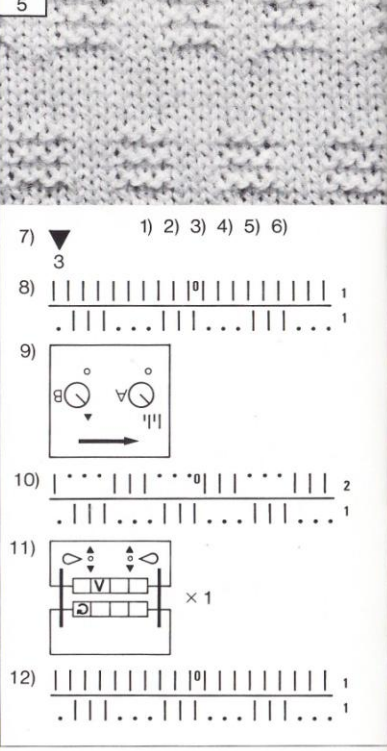 5
7) ▼ 1) 2) 3) 4) 5) 6)
3
8) | | | | | | | | | |⁰| | | | | | | | 1
. | | | . . . | | | . . . | | | . . . 1
9)
B A
10) | . . . | | | . . . ⁰| | | . . . | | | 2
. | | | . . . | | | . . . | | | . . . 1
11)
V
× 1
12) | | | | | | | | | |⁰| | | | | | | | 1
. | | | . . . | | | . . . | | | . . . 1